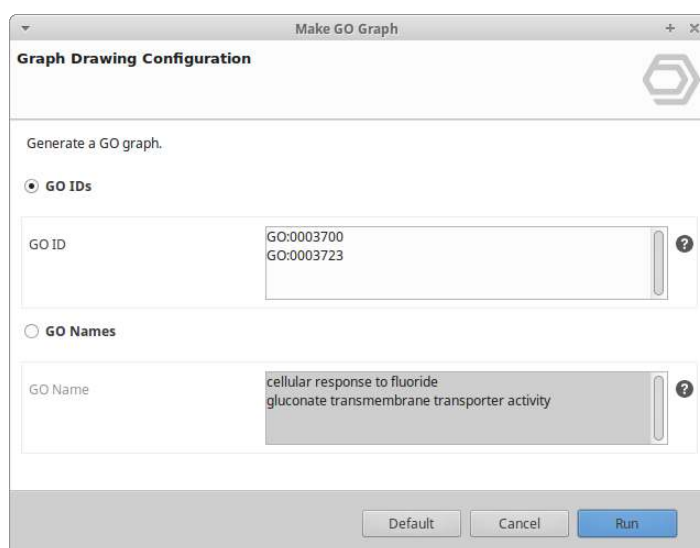 Make GO Graph
Graph Drawing Configuration
Generate a GO graph.
GO IDs
GO ID
GO:0003700
GO:0003723
?
GO Names
GO Name
cellular response to fluoride
gluconate transmembrane transporter activity
?
Default
Cancel
Run